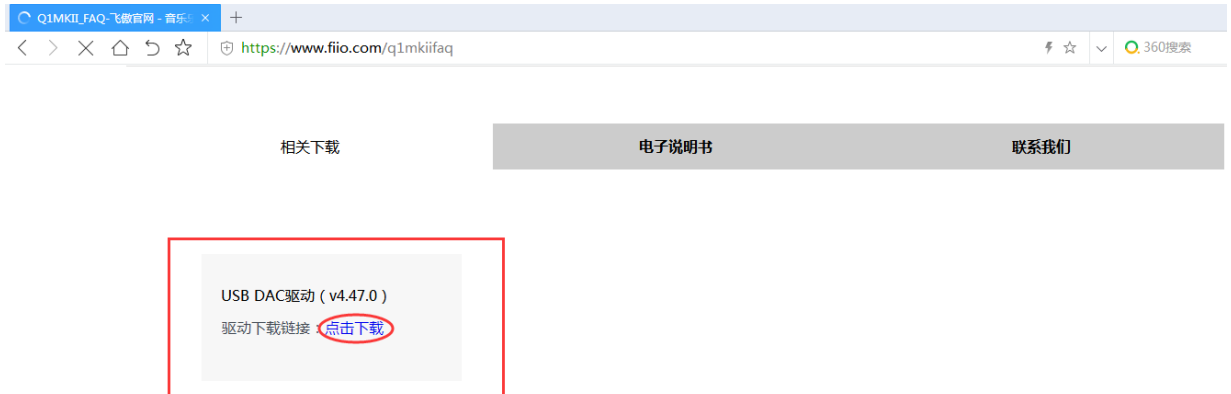 Q1MKII_FAQ-飞傲官网 - 音乐
https://www.fiio.com/q1mkiifaq
360搜索
相关下载
电子说明书
联系我们
USB DAC驱动（v4.47.0）
驱动下载链接：点击下载